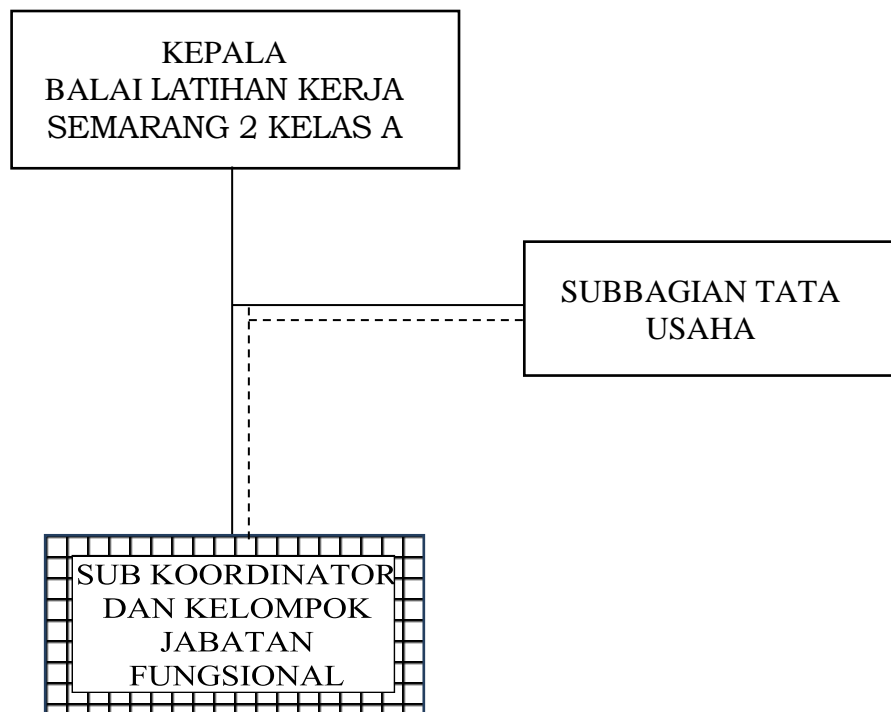 KEPALA
BALAI LATIHAN KERJA
SEMARANG 2 KELAS A
SUBBAGIAN TATA
USAHA
SUB KOORDINATOR
DAN KELOMPOK
JABATAN
FUNGSIONAL